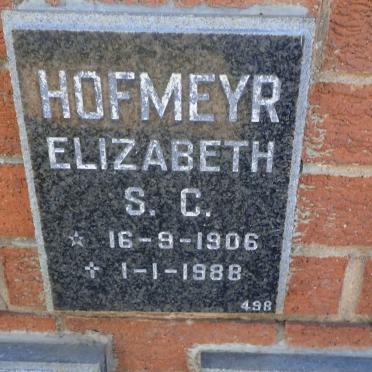 HOFMEYR
ELIZABETH
S. C.
☆ 16-9-1906
✝ 1-1-1988
498